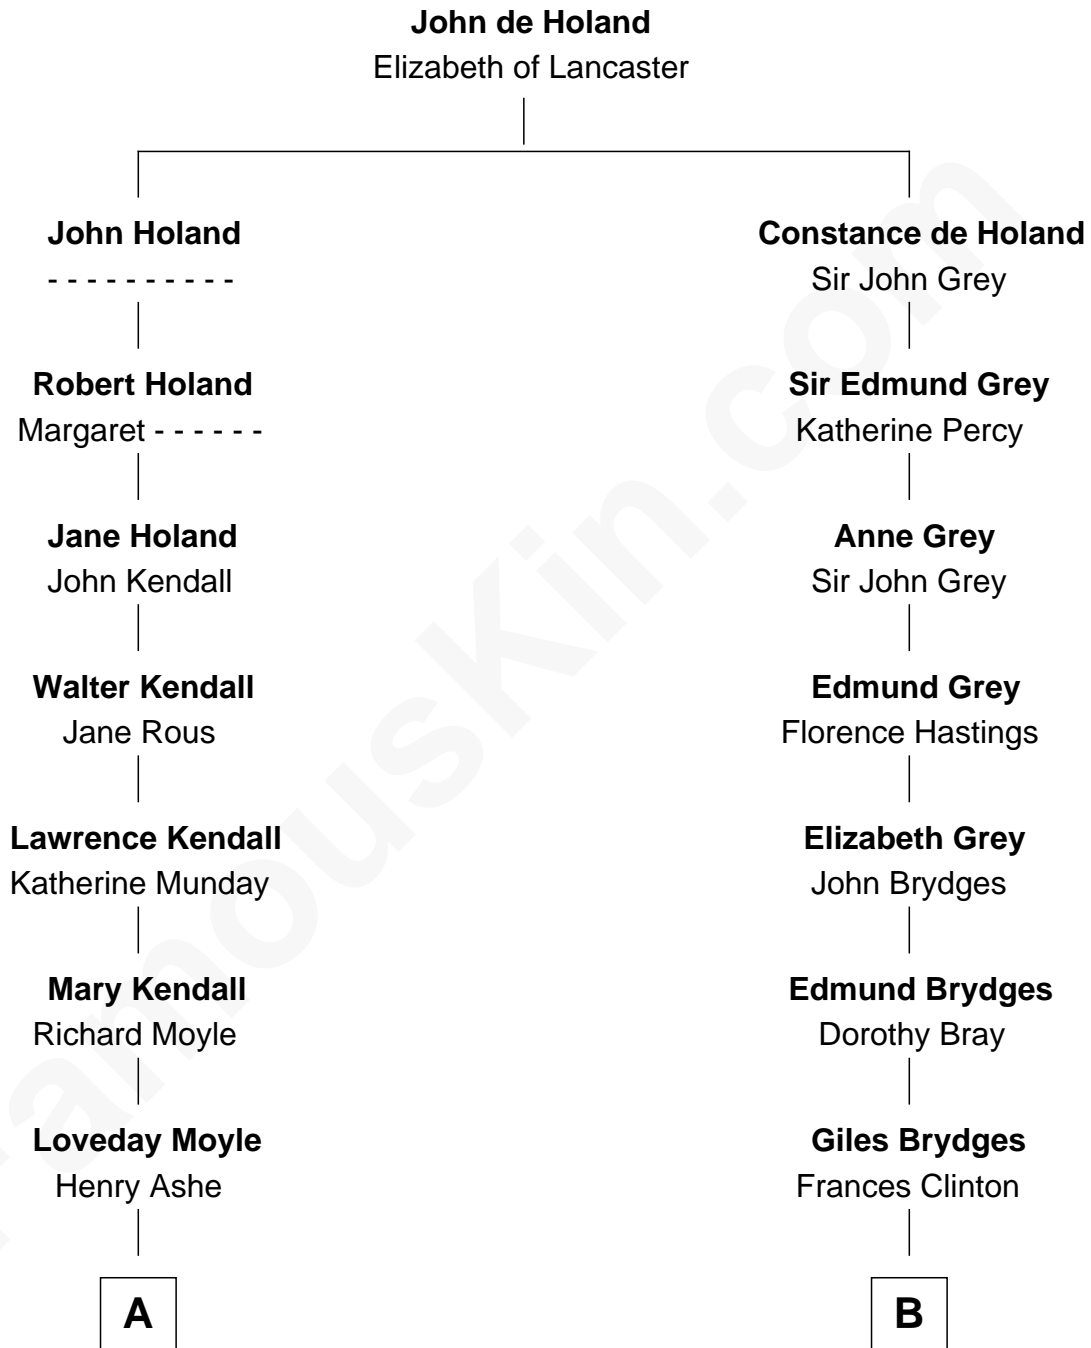 John de Holand
Elizabeth of Lancaster
John Holand
- - - - - - - - - -
Robert Holand
Margaret - - - - - -
Jane Holand
John Kendall
Walter Kendall
Jane Rous
Lawrence Kendall
Katherine Munday
Mary Kendall
Richard Moyle
Loveday Moyle
Henry Ashe
A
Constance de Holand
Sir John Grey
Sir Edmund Grey
Katherine Percy
Anne Grey
Sir John Grey
Edmund Grey
Florence Hastings
Elizabeth Grey
John Brydges
Edmund Brydges
Dorothy Bray
Giles Brydges
Frances Clinton
B
FamousKin.com